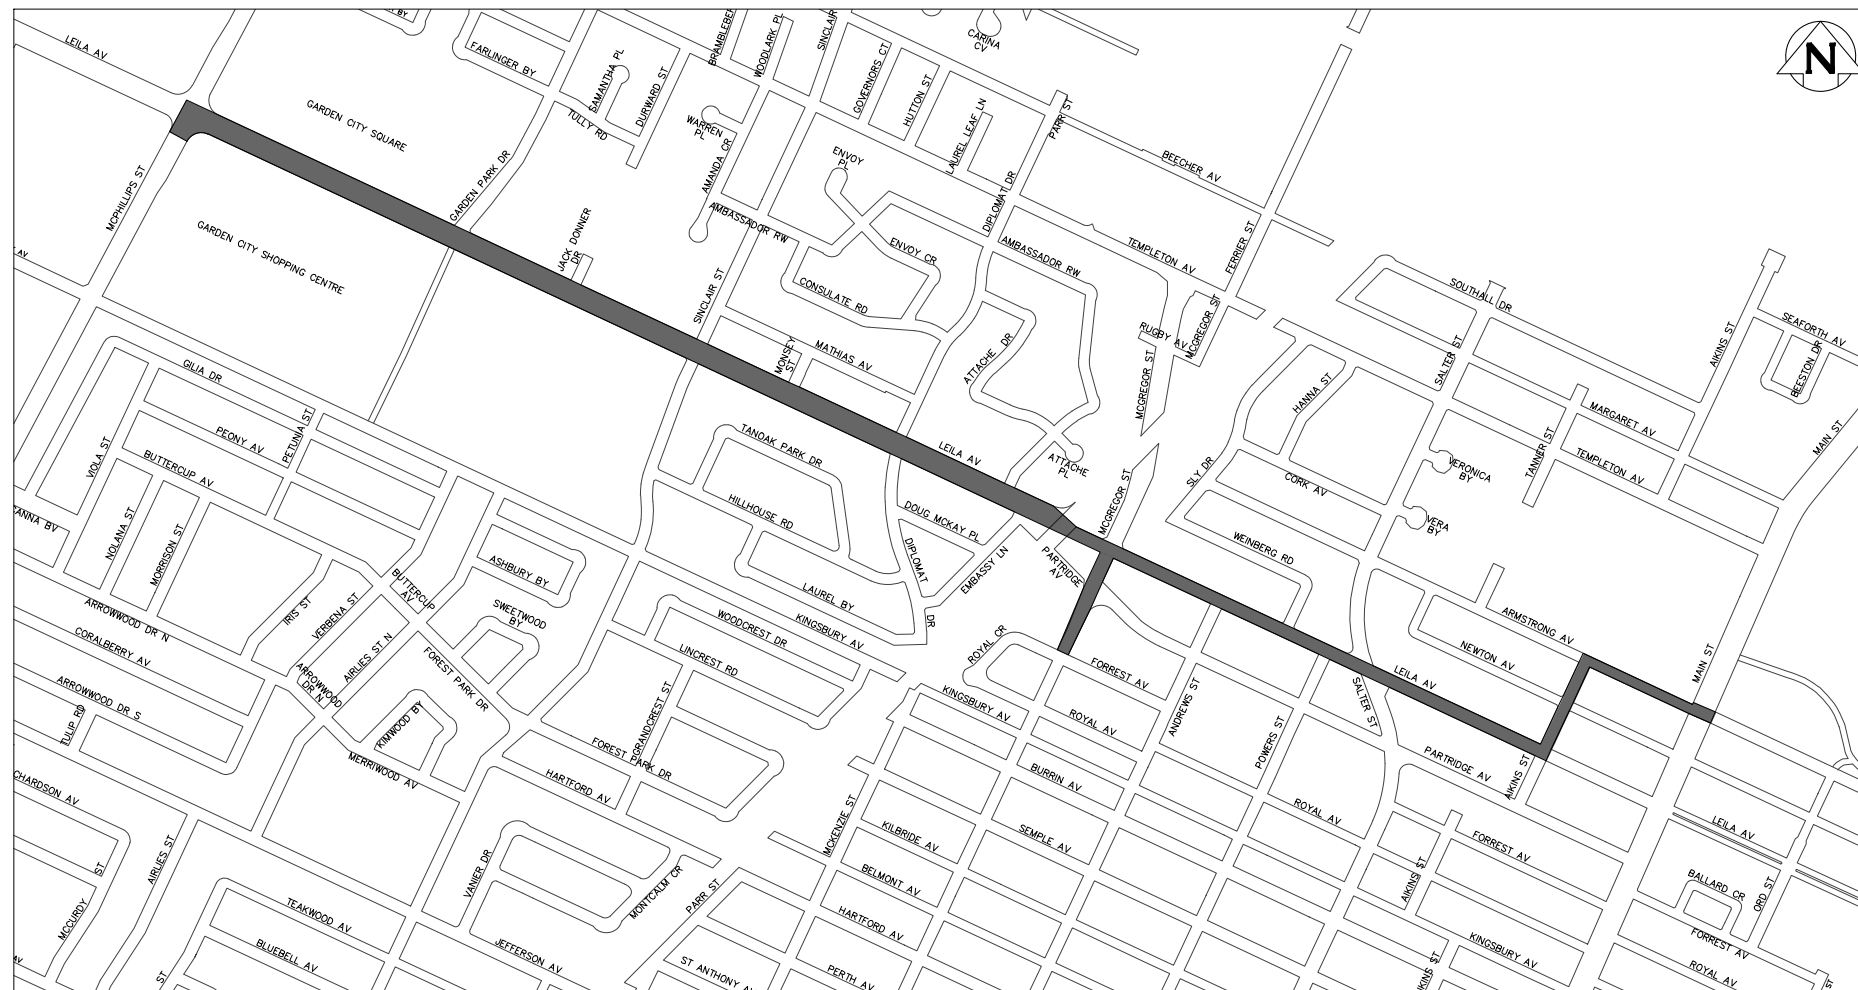 LEILA AV
FARLINGER BY
SAMANTHA PL
DURWARD ST
TULLY RD
WOODLARK PL
SINCLAIR
GOVERNORS CT
HUTTON ST
CARINA
CV
LAUREL LEAF LN
PARR ST
N
GARDEN CITY SQUARE
WARREN
PL
AMANDA CR
ENVOY
PL
BEECHER AV
GARDEN PARK DR
MCPHILLIPS ST
GARDEN CITY SHOPPING CENTRE
AV
JACK DONNER
DR
AMBASSADOR RW
DIPLOMAT DR
ENVOY CR
AMBASSADOR RW
TEMPLETON AV
FERRIER ST
SINCLAIR ST
CONSULATE RD
SOUTHALL DR
SEAFORTH AV
RUGBY AV
MCGREGOR ST
MCGREGOR ST
MONSEY
ST
MATHIAS AV
ATTACHE DR
SALTER ST
AIKINS ST
BEESTON DR
HANNA ST
MARGARET AV
MAIN ST
GILIA DR
PETUNIA ST
PEONY AV
VIOLA ST
BUTTERCUP AV
TANOAK PARK DR
LEILA AV
ATTACHE
PL
SLY DR
CORK AV
VERONICA
BY
TANNER ST
TEMPLETON AV
NOLANA ST
MORRISON ST
HILLHOUSE RD
DOUG MCKAY PL
MCGREGOR ST
VERA
BY
WEINBERG RD
ASHBURY BY
DIPLOMAT
DR
EMBASSY LN
PARTRIDGE
AV
IRIS ST
VERBENA ST
BUTTERCUP
AV
SWEETWOOD
BY
LAUREL BY
ARROWWOOD DR N
CORALBERRY AV
AIRLIES ST N
WOODCREST DR
KINGSBURY AV
ROYAL CR
ARMSTRONG AV
NEWTON AV
MAIN ST
ARROWWOOD
DR N
FOREST PARK DR
LINCREST RD
FORREST AV
LEILA AV
ARROWWOOD DR S
TULIP RD
KIMWOOD BY
GRANDCREST ST
KINGSBURY AV
ROYAL AV
ANDREWS ST
SALTER ST
POWERS ST
MERRIWOOD AV
FOREST PARK DR
HARTFORD AV
BURRIN AV
PARTRIDGE AV
AIKINS ST
CHARDSON AV
MCKENZIE ST
KILBRIDE AV
SEMPLE AV
ROYAL AV
FORREST AV
LEILA AV
ST
AIRLIES ST
VANIER DR
MONTCALM CR
PARR ST
BELMONT AV
AIKINS ST
BALLARD CR
ORD ST
MCCURDY
TEAKWOOD AV
HARTFORD AV
BLUEBELL AV
JEFFERSON AV
KINGSBURY AV
FORREST AV
ST ANTHONY AV
PERTH AV
ROYAL AV
ST